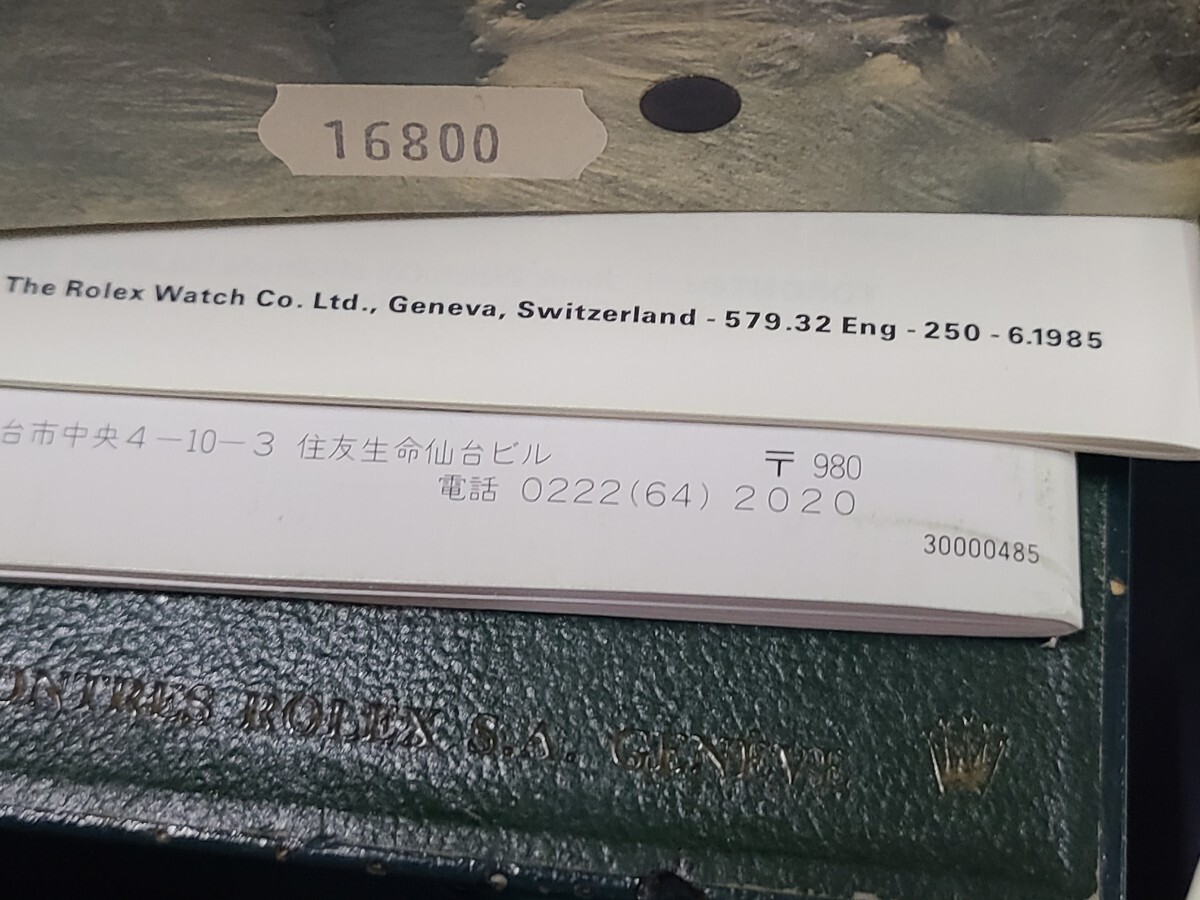 16800
The Rolex Watch Co. Ltd., Geneva, Switzerland - 579.32 Eng - 250 - 6.1985
台市中央4-10-3 住友生命仙台ビル 〒 980
電話 0222(64) 2020
30000485
ONTRES ROLEX S.A. GENEVE